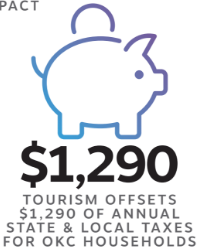 PACT
$1,290
TOURISM OFFSETS
$1,290 OF ANNUAL
STATE & LOCAL TAXES
FOR OKC HOUSEHOLDS